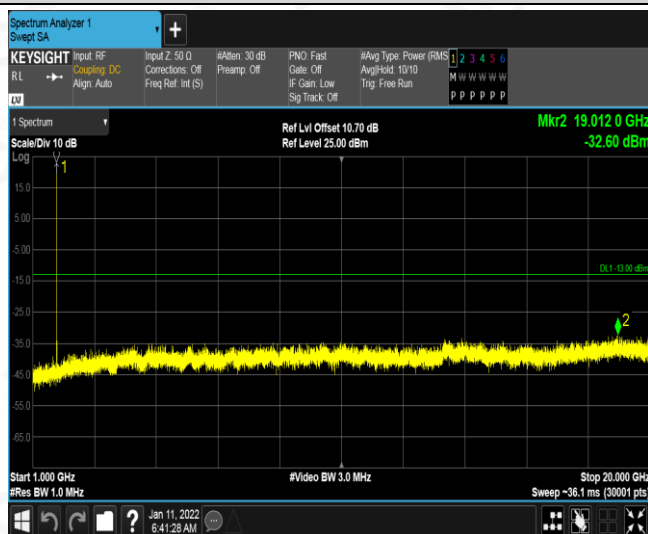 Spectrum Analyzer 1
Swept SA
+
KEYSIGHT
RL
LXI
Input: RF
Coupling: DC
Align: Auto
Input Z: 50 Ω
Corrections: Off
Freq Ref: Int (S)
#Atten: 30 dB
Preamp: Off
PNO: Fast
Gate: Off
IF Gain: Low
Sig Track: Off
#Avg Type: Power (RMS
Avg|Hold: 10/10
Trig: Free Run
1 2 3 4 5 6
M W W W W W
P P P P P P
1 Spectrum
Scale/Div 10 dB
Ref Lvl Offset 10.70 dB
Ref Level 25.00 dBm
Mkr2 19.012 0 GHz
-32.60 dBm
Log
1
15.0
5.00
-5.00
DL1 -13.00 dBm
-15.0
-25.0
2
-35.0
-45.0
-55.0
-65.0
Start 1.000 GHz
#Video BW 3.0 MHz
Stop 20.000 GHz
#Res BW 1.0 MHz
Sweep ~36.1 ms (30001 pts)
?
Jan 11, 2022
6:41:28 AM